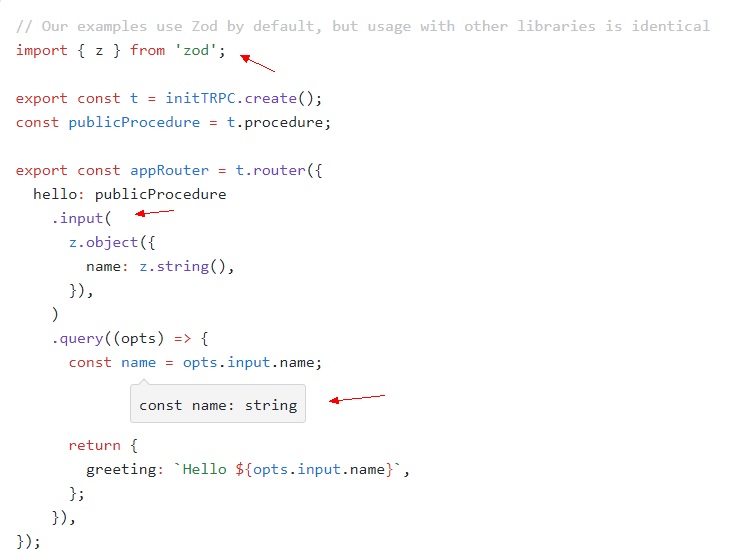 // Our examples use Zod by default, but usage with other libraries is identical
import { z } from 'zod';
export const t = initTRPC.create();
const publicProcedure = t.procedure;
export const appRouter = t.router({
  hello: publicProcedure
    .input(
      z.object({
        name: z.string(),
      }),
    )
    .query((opts) => {
      const name = opts.input.name;
const name: string
      return {
        greeting: `Hello ${opts.input.name}`,
      };
    }),
});